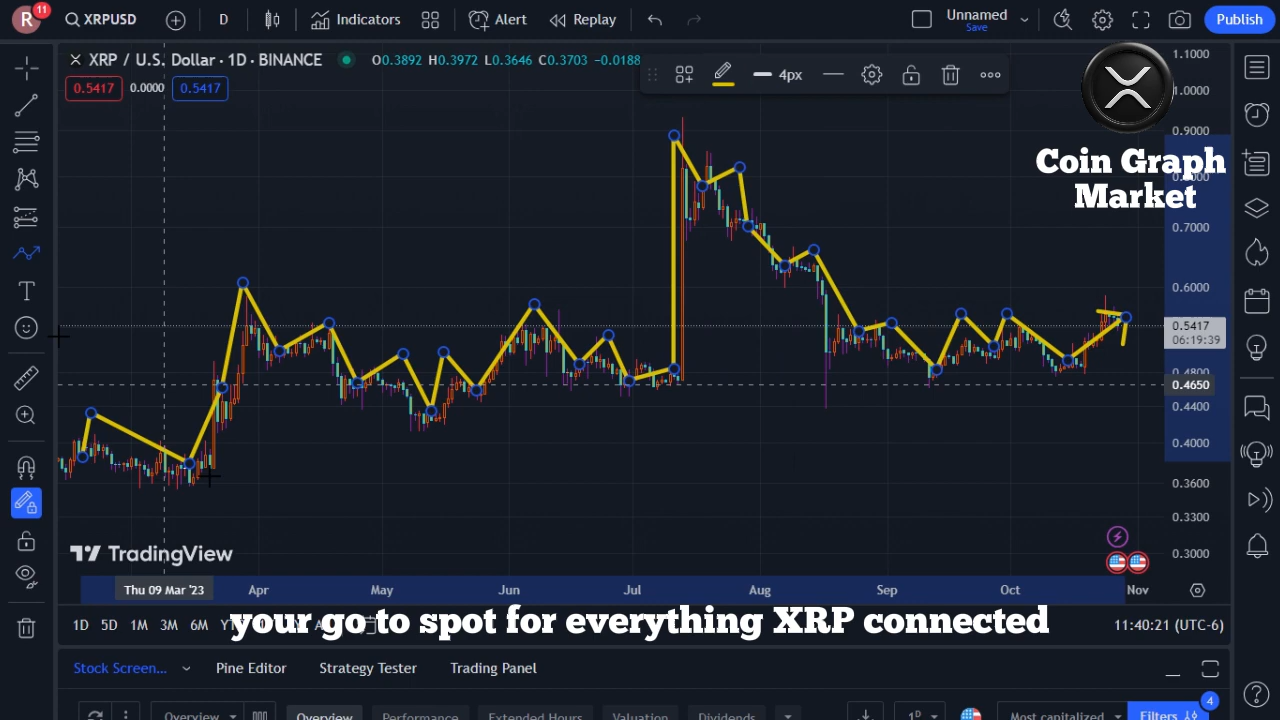 R 11 XRPUSD D Indicators Alert Replay Unnamed Save Publish
XRP / U.S. Dollar · 1D · BINANCE O0.3892 H0.3972 L0.3646 C0.3703 −0.0188
0.5417 0.0000 0.5417
4px
1.1000
1.0000
0.9000
Coin Graph
Market
0.7000
0.6000
0.5417
06:19:39
0.4800
0.4650
0.4400
0.4000
0.3600
0.3300
0.3000
TradingView
Thu 09 Mar '23 Apr May Jun Jul Aug Sep Oct Nov
your go to spot for everything XRP connected
1D 5D 1M 3M 6M 11:40:21 (UTC-6)
Stock Screen... Pine Editor Strategy Tester Trading Panel
4
Overview Overview Performance Extended Hours Valuation Dividends 1D Most capitalized Filters